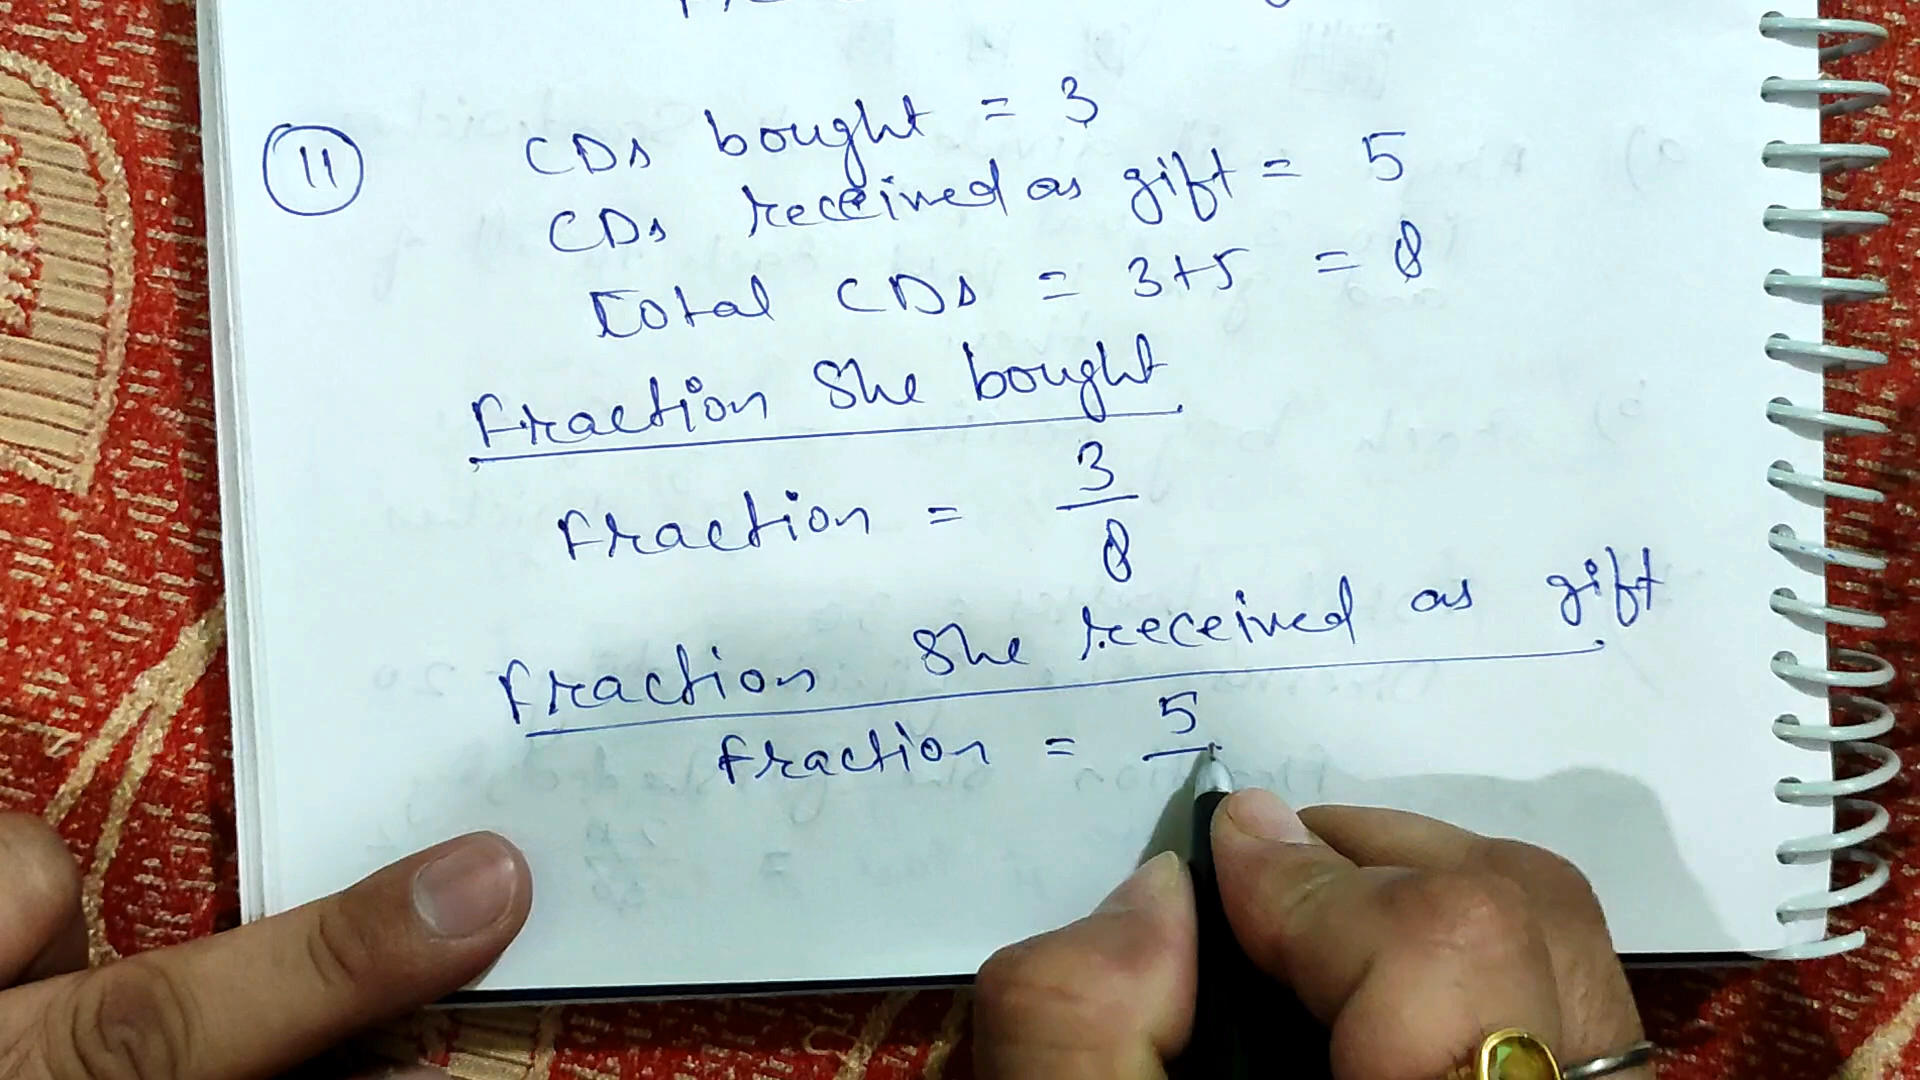 11 CDs bought = 3
CDs received as gift = 5
Total CDs = 3+5 = 8
Fraction She bought
Fraction = 3/8
Fraction She received as gift
Fraction = 5/